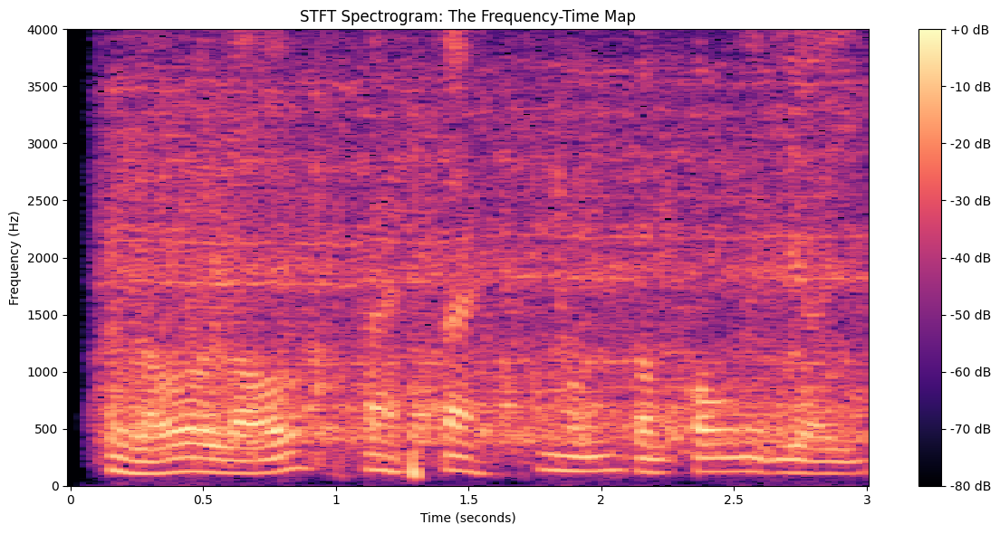 STFT Spectrogram: The Frequency-Time Map
4000
3500
3000
2500
2000
1500
1000
500
0
Frequency (Hz)
0
0.5
1
1.5
2
2.5
3
Time (seconds)
+0 dB
-10 dB
-20 dB
-30 dB
-40 dB
-50 dB
-60 dB
-70 dB
-80 dB